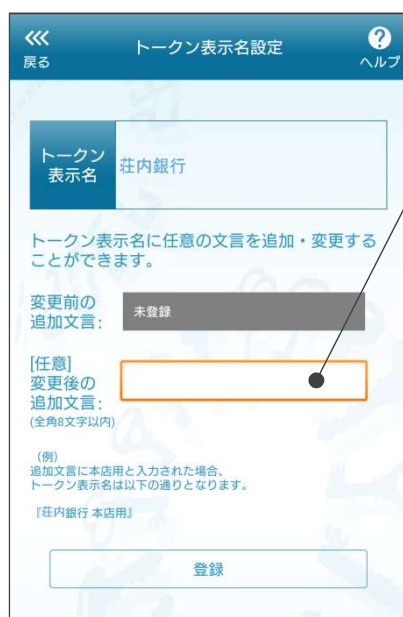 戻る
トークン表示名設定
?
ヘルプ
トークン
表示名
荘内銀行
トークン表示名に任意の文言を追加・変更する
ことができます。
変更前の
追加文言:
未登録
[任意]
変更後の
追加文言:
(全角8文字以内)
(例)
追加文言に本店用と入力された場合、
トークン表示名は以下の通りとなります。
『荘内銀行 本店用』
登録